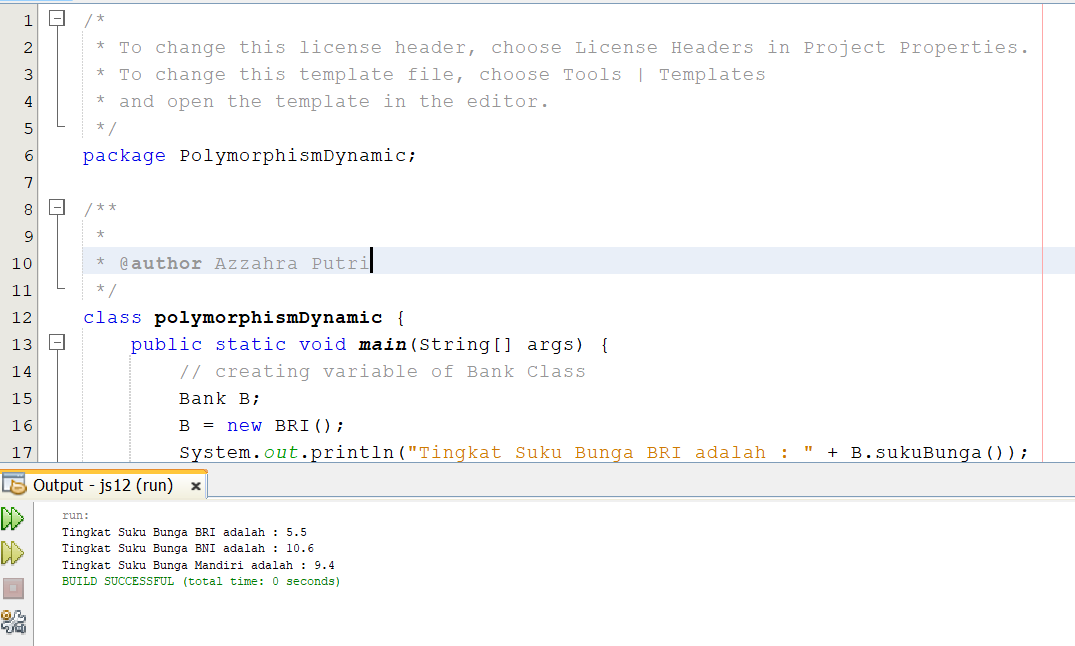 1 /*
2 * To change this license header, choose License Headers in Project Properties.
3 * To change this template file, choose Tools | Templates
4 * and open the template in the editor.
5 */
6 package PolymorphismDynamic;
7
8 /**
9 *
10 * @author Azzahra Putri
11 */
12 class polymorphismDynamic {
13 public static void main(String[] args) {
14 // creating variable of Bank Class
15 Bank B;
16 B = new BRI();
17 System.out.println("Tingkat Suku Bunga BRI adalah : " + B.sukuBunga());
Output - js12 (run) ×
run:
Tingkat Suku Bunga BRI adalah : 5.5
Tingkat Suku Bunga BNI adalah : 10.6
Tingkat Suku Bunga Mandiri adalah : 9.4
BUILD SUCCESSFUL (total time: 0 seconds)